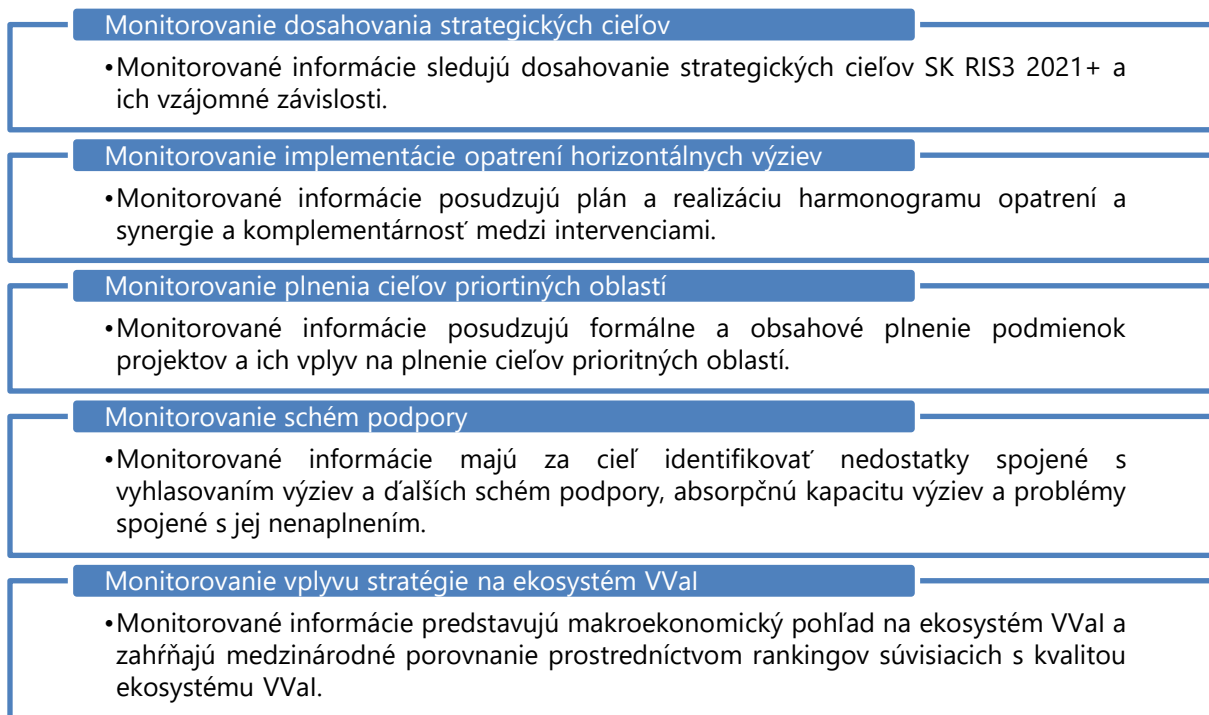 Monitorovanie dosahovania strategických cieľov
•Monitorované informácie sledujú dosahovanie strategických cieľov SK RIS3 2021+ a
ich vzájomné závislosti.
Monitorovanie implementácie opatrení horizontálnych výziev
•Monitorované informácie posudzujú plán a realizáciu harmonogramu opatrení a
synergie a komplementárnosť medzi intervenciami.
Monitorovanie plnenia cieľov priortiných oblastí
•Monitorované informácie posudzujú formálne a obsahové plnenie podmienok
projektov a ich vplyv na plnenie cieľov prioritných oblastí.
Monitorovanie schém podpory
•Monitorované informácie majú za cieľ identifikovať nedostatky spojené s
vyhlasovaním výziev a ďalších schém podpory, absorpčnú kapacitu výziev a problémy
spojené s jej nenaplnením.
Monitorovanie vplyvu stratégie na ekosystém VVaI
•Monitorované informácie predstavujú makroekonomický pohľad na ekosystém VVaI a
zahŕňajú medzinárodné porovnanie prostredníctvom rankingov súvisiacich s kvalitou
ekosystému VVaI.